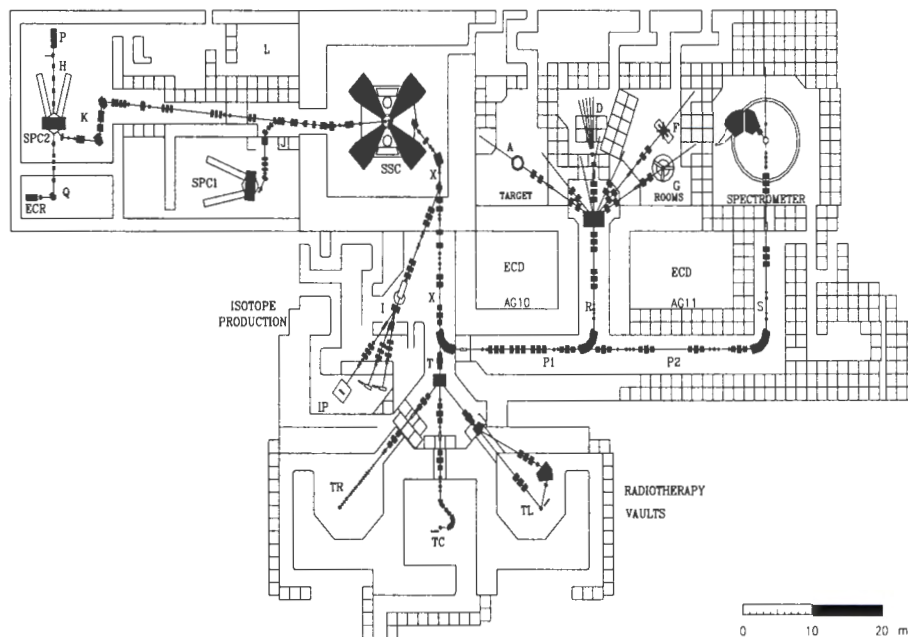 P
H
L
K
SPC2
J
SSC
SPC1
Q
ECR
X
A
D
F
G
TARGET
ROOMS
SPECTROMETER
ECD
ECD
ISOTOPE
PRODUCTION
I
X
AG10
R
AG11
S
T
P1
P2
IP
TR
TC
TL
RADIOTHERAPY
VAULTS
0
10
20 m